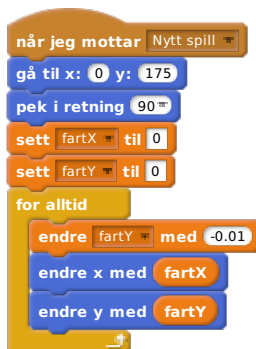 når jeg mottar Nytt spill
gå til x: 0 y: 175
pek i retning 90
sett fartX til 0
sett fartY til 0
for alltid
endre fartY med -0.01
endre x med fartX
endre y med fartY